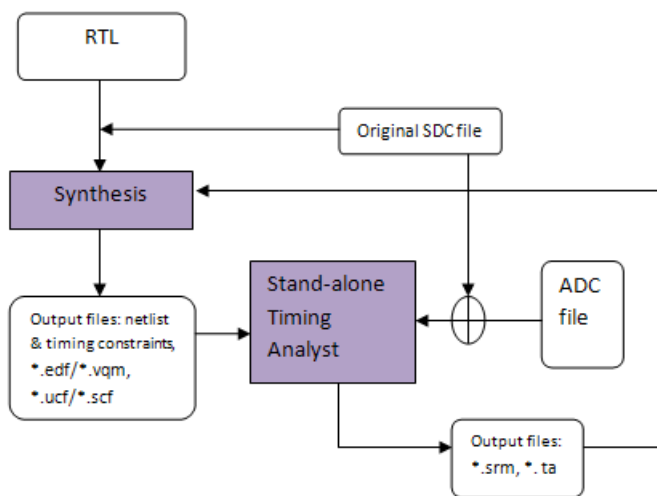 RTL
Original SDC file
Synthesis
Stand-alone
Timing
Analyst
ADC
file
Output files: netlist
& timing constraints,
*.edf/*.vqm,
*.ucf/*.scf
Output files:
*.srm, *. ta